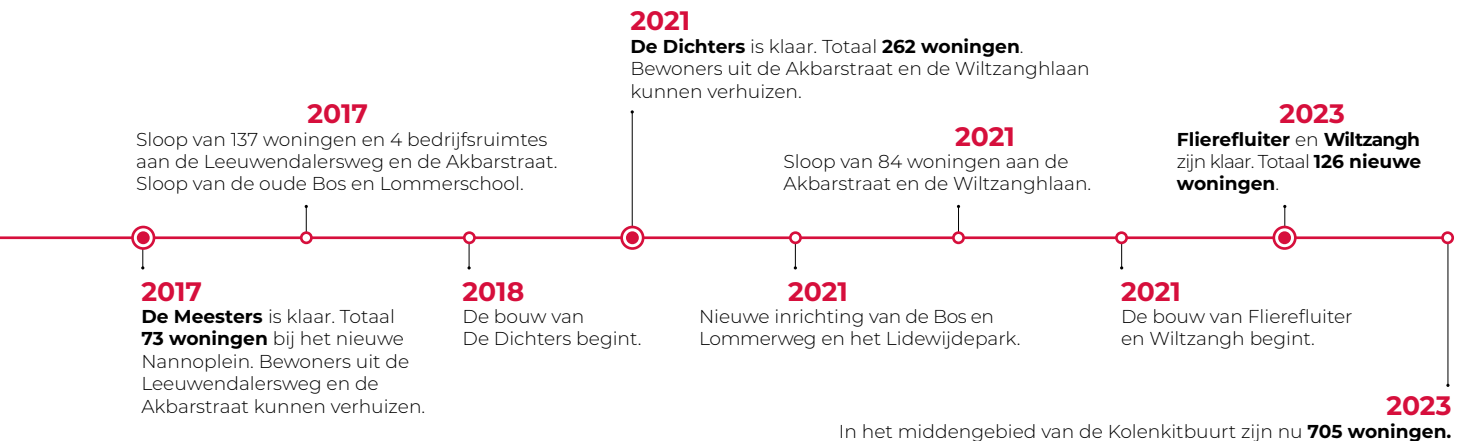 2017
De Meesters is klaar. Totaal
73 woningen bij het nieuwe
Nannoplein. Bewoners uit de
Leeuwendalersweg en de
Akbarstraat kunnen verhuizen.
2017
Sloop van 137 woningen en 4 bedrijfsruimtes
aan de Leeuwendalersweg en de Akbarstraat.
Sloop van de oude Bos en Lommerschool.
2018
De bouw van
De Dichters begint.
2021
De Dichters is klaar. Totaal 262 woningen.
Bewoners uit de Akbarstraat en de Wiltzanghlaan
kunnen verhuizen.
2021
Nieuwe inrichting van de Bos en
Lommerweg en het Lidewijdepark.
2021
Sloop van 84 woningen aan de
Akbarstraat en de Wiltzanghlaan.
2021
De bouw van Flierefluiter
en Wiltzangh begint.
2023
Flierefluiter en Wiltzangh
zijn klaar. Totaal 126 nieuwe
woningen.
2023
In het middengebied van de Kolenkitbuurt zijn nu 705 woningen.